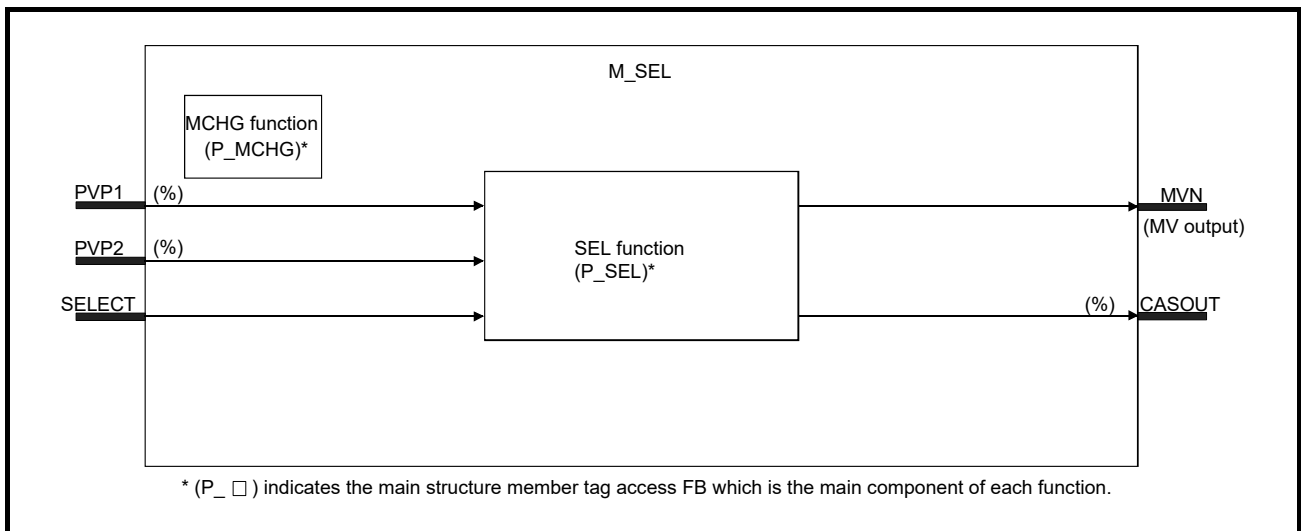 M_SEL
MCHG function
(P_MCHG)*
PVP1 (%)
MVN
(MV output)
PVP2 (%)
SEL function
(P_SEL)*
SELECT
(%) CASOUT
* (P_ □ ) indicates the main structure member tag access FB which is the main component of each function.